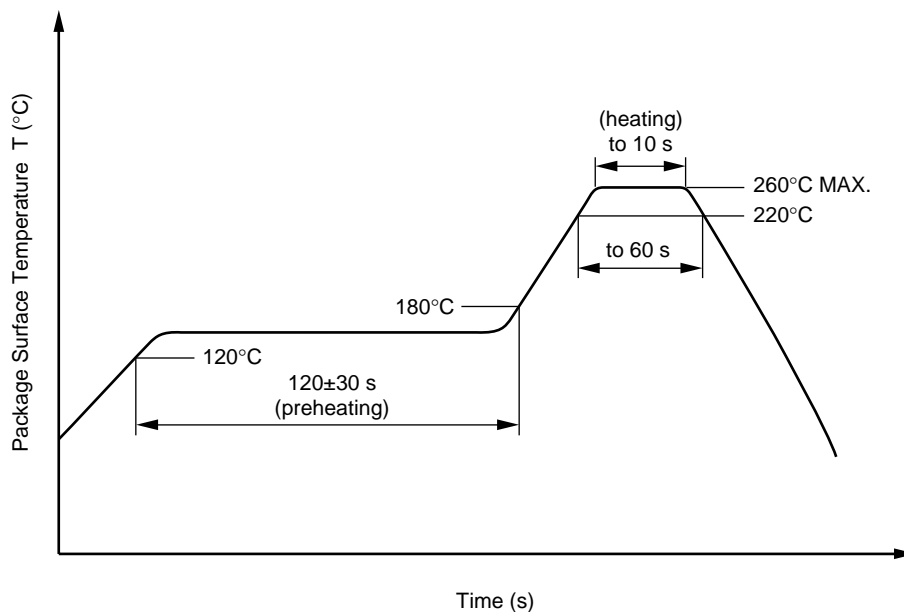 Package Surface Temperature T (°C)
(heating)
to 10 s
260°C MAX.
220°C
to 60 s
180°C
120°C
120±30 s
(preheating)
Time (s)